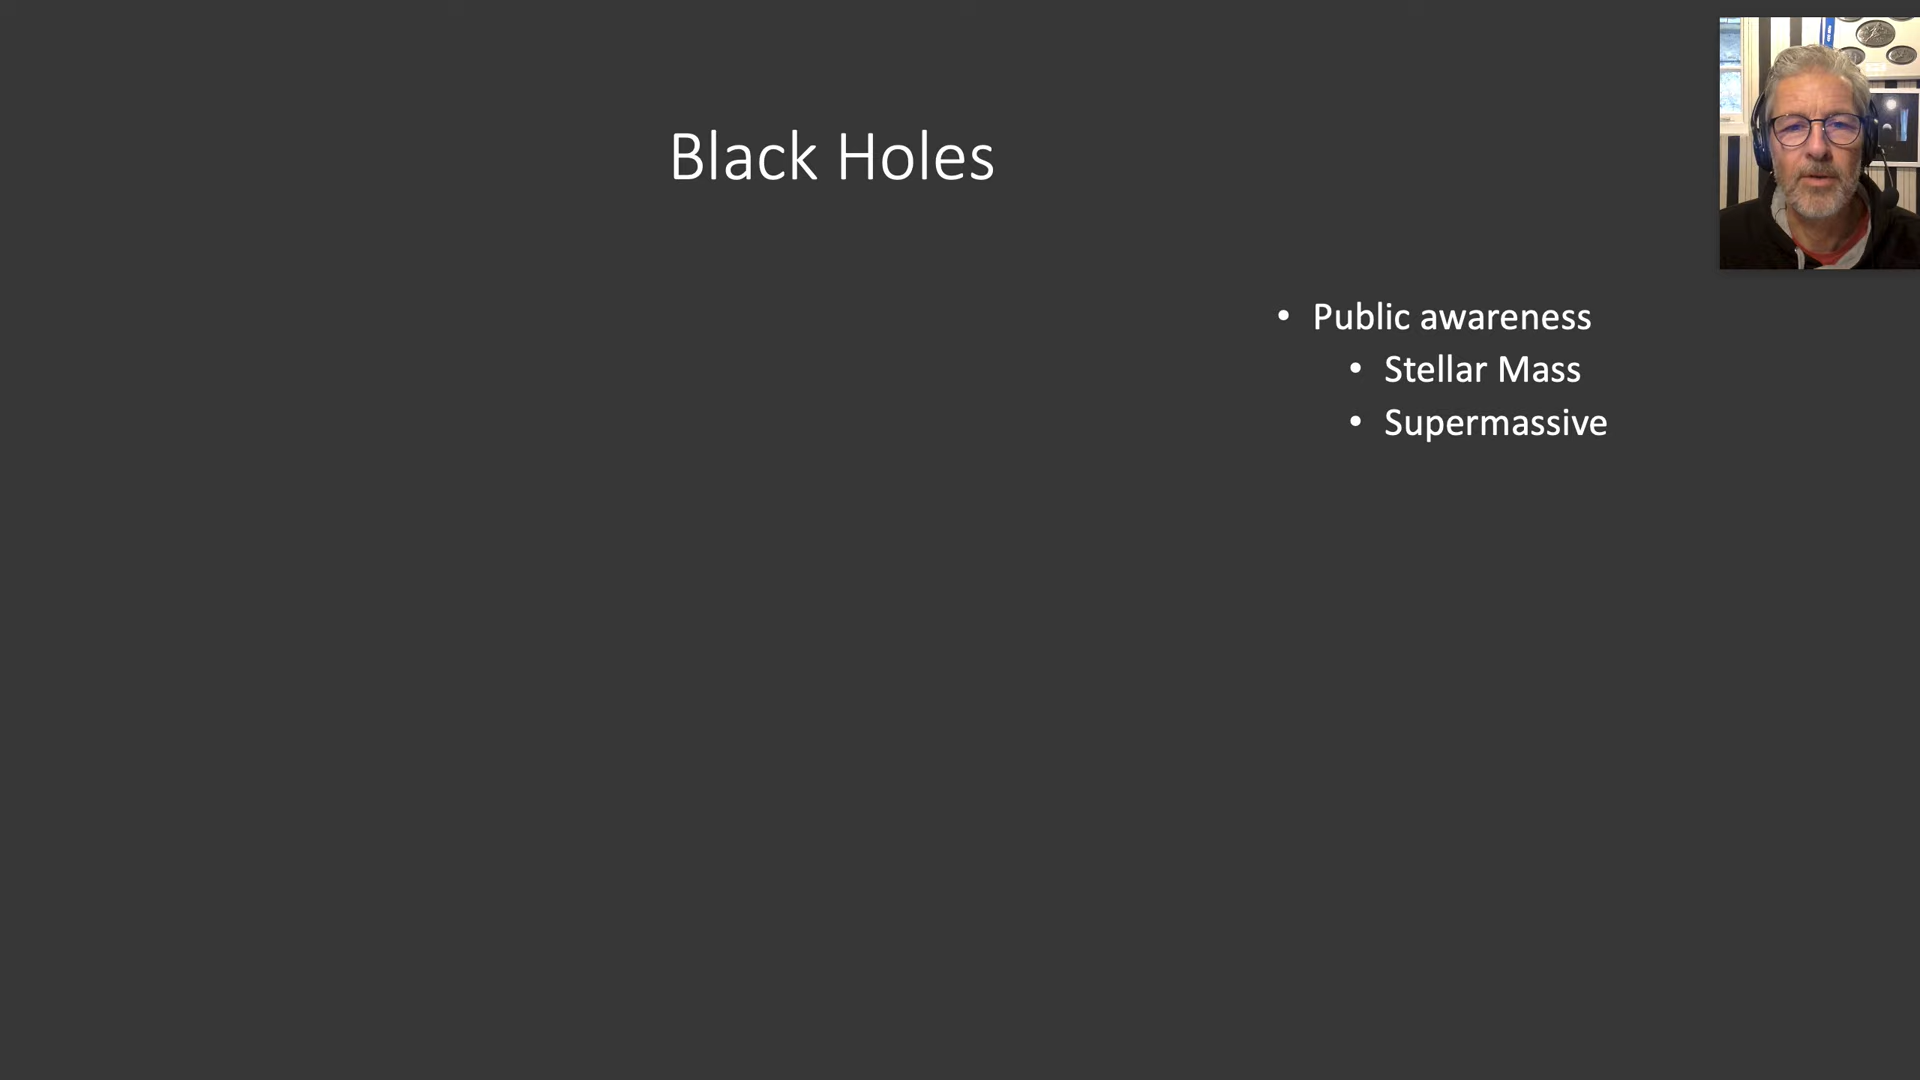 Black Holes
• Public awareness
• Stellar Mass
• Supermassive